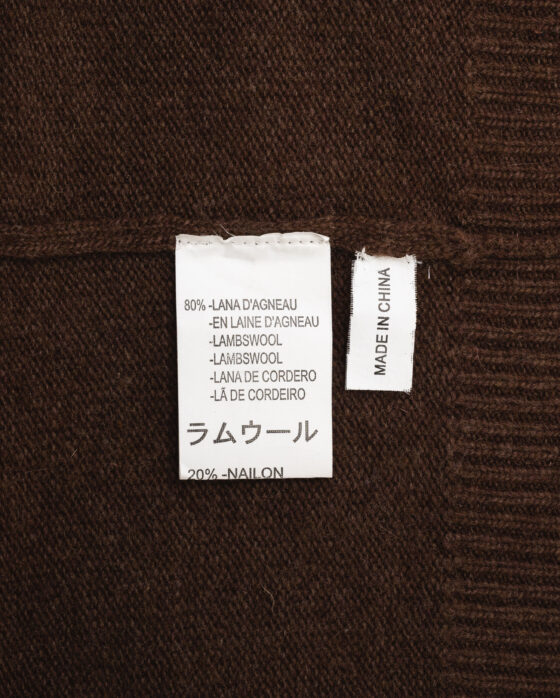 80% -LANA D'AGNEAU
-EN LAINE D'AGNEAU
-LAMBSWOOL
-LAMBSWOOL
-LANA DE CORDERO
-LÃ DE CORDEIRO
ラムウール
20% -NAILON
MADE IN CHINA